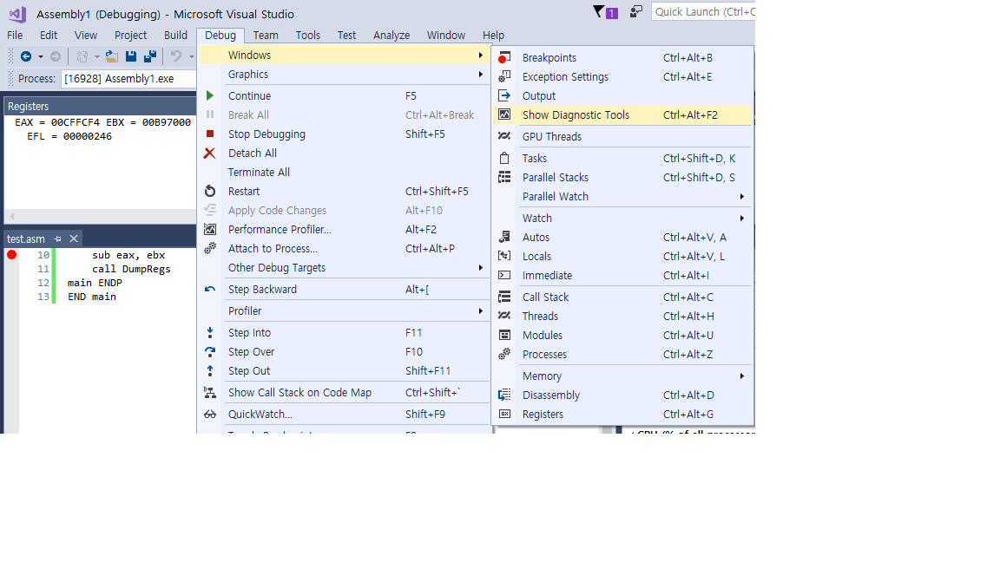 Assembly1 (Debugging) - Microsoft Visual Studio
1
Quick Launch (Ctrl+
File Edit View Project Build Debug Team Tools Test Analyze Window Help
Process: [16928] Assembly1.exe
Registers
EAX = 00CFFCF4 EBX = 00B97000
EFL = 00000246
test.asm
10 sub eax, ebx
11 call DumpRegs
12 main ENDP
13 END main
Windows
Graphics
Continue F5
Break All Ctrl+Alt+Break
Stop Debugging Shift+F5
Detach All
Terminate All
Restart Ctrl+Shift+F5
Apply Code Changes Alt+F10
Performance Profiler... Alt+F2
Attach to Process... Ctrl+Alt+P
Other Debug Targets
Step Backward Alt+[
Profiler
Step Into F11
Step Over F10
Step Out Shift+F11
Show Call Stack on Code Map Ctrl+Shift+`
QuickWatch... Shift+F9
Breakpoints Ctrl+Alt+B
Exception Settings Ctrl+Alt+E
Output
Show Diagnostic Tools Ctrl+Alt+F2
GPU Threads
Tasks Ctrl+Shift+D, K
Parallel Stacks Ctrl+Shift+D, S
Parallel Watch
Watch
Autos Ctrl+Alt+V, A
Locals Ctrl+Alt+V, L
Immediate Ctrl+Alt+I
Call Stack Ctrl+Alt+C
Threads Ctrl+Alt+H
Modules Ctrl+Alt+U
Processes Ctrl+Alt+Z
Memory
Disassembly Ctrl+Alt+D
Registers Ctrl+Alt+G